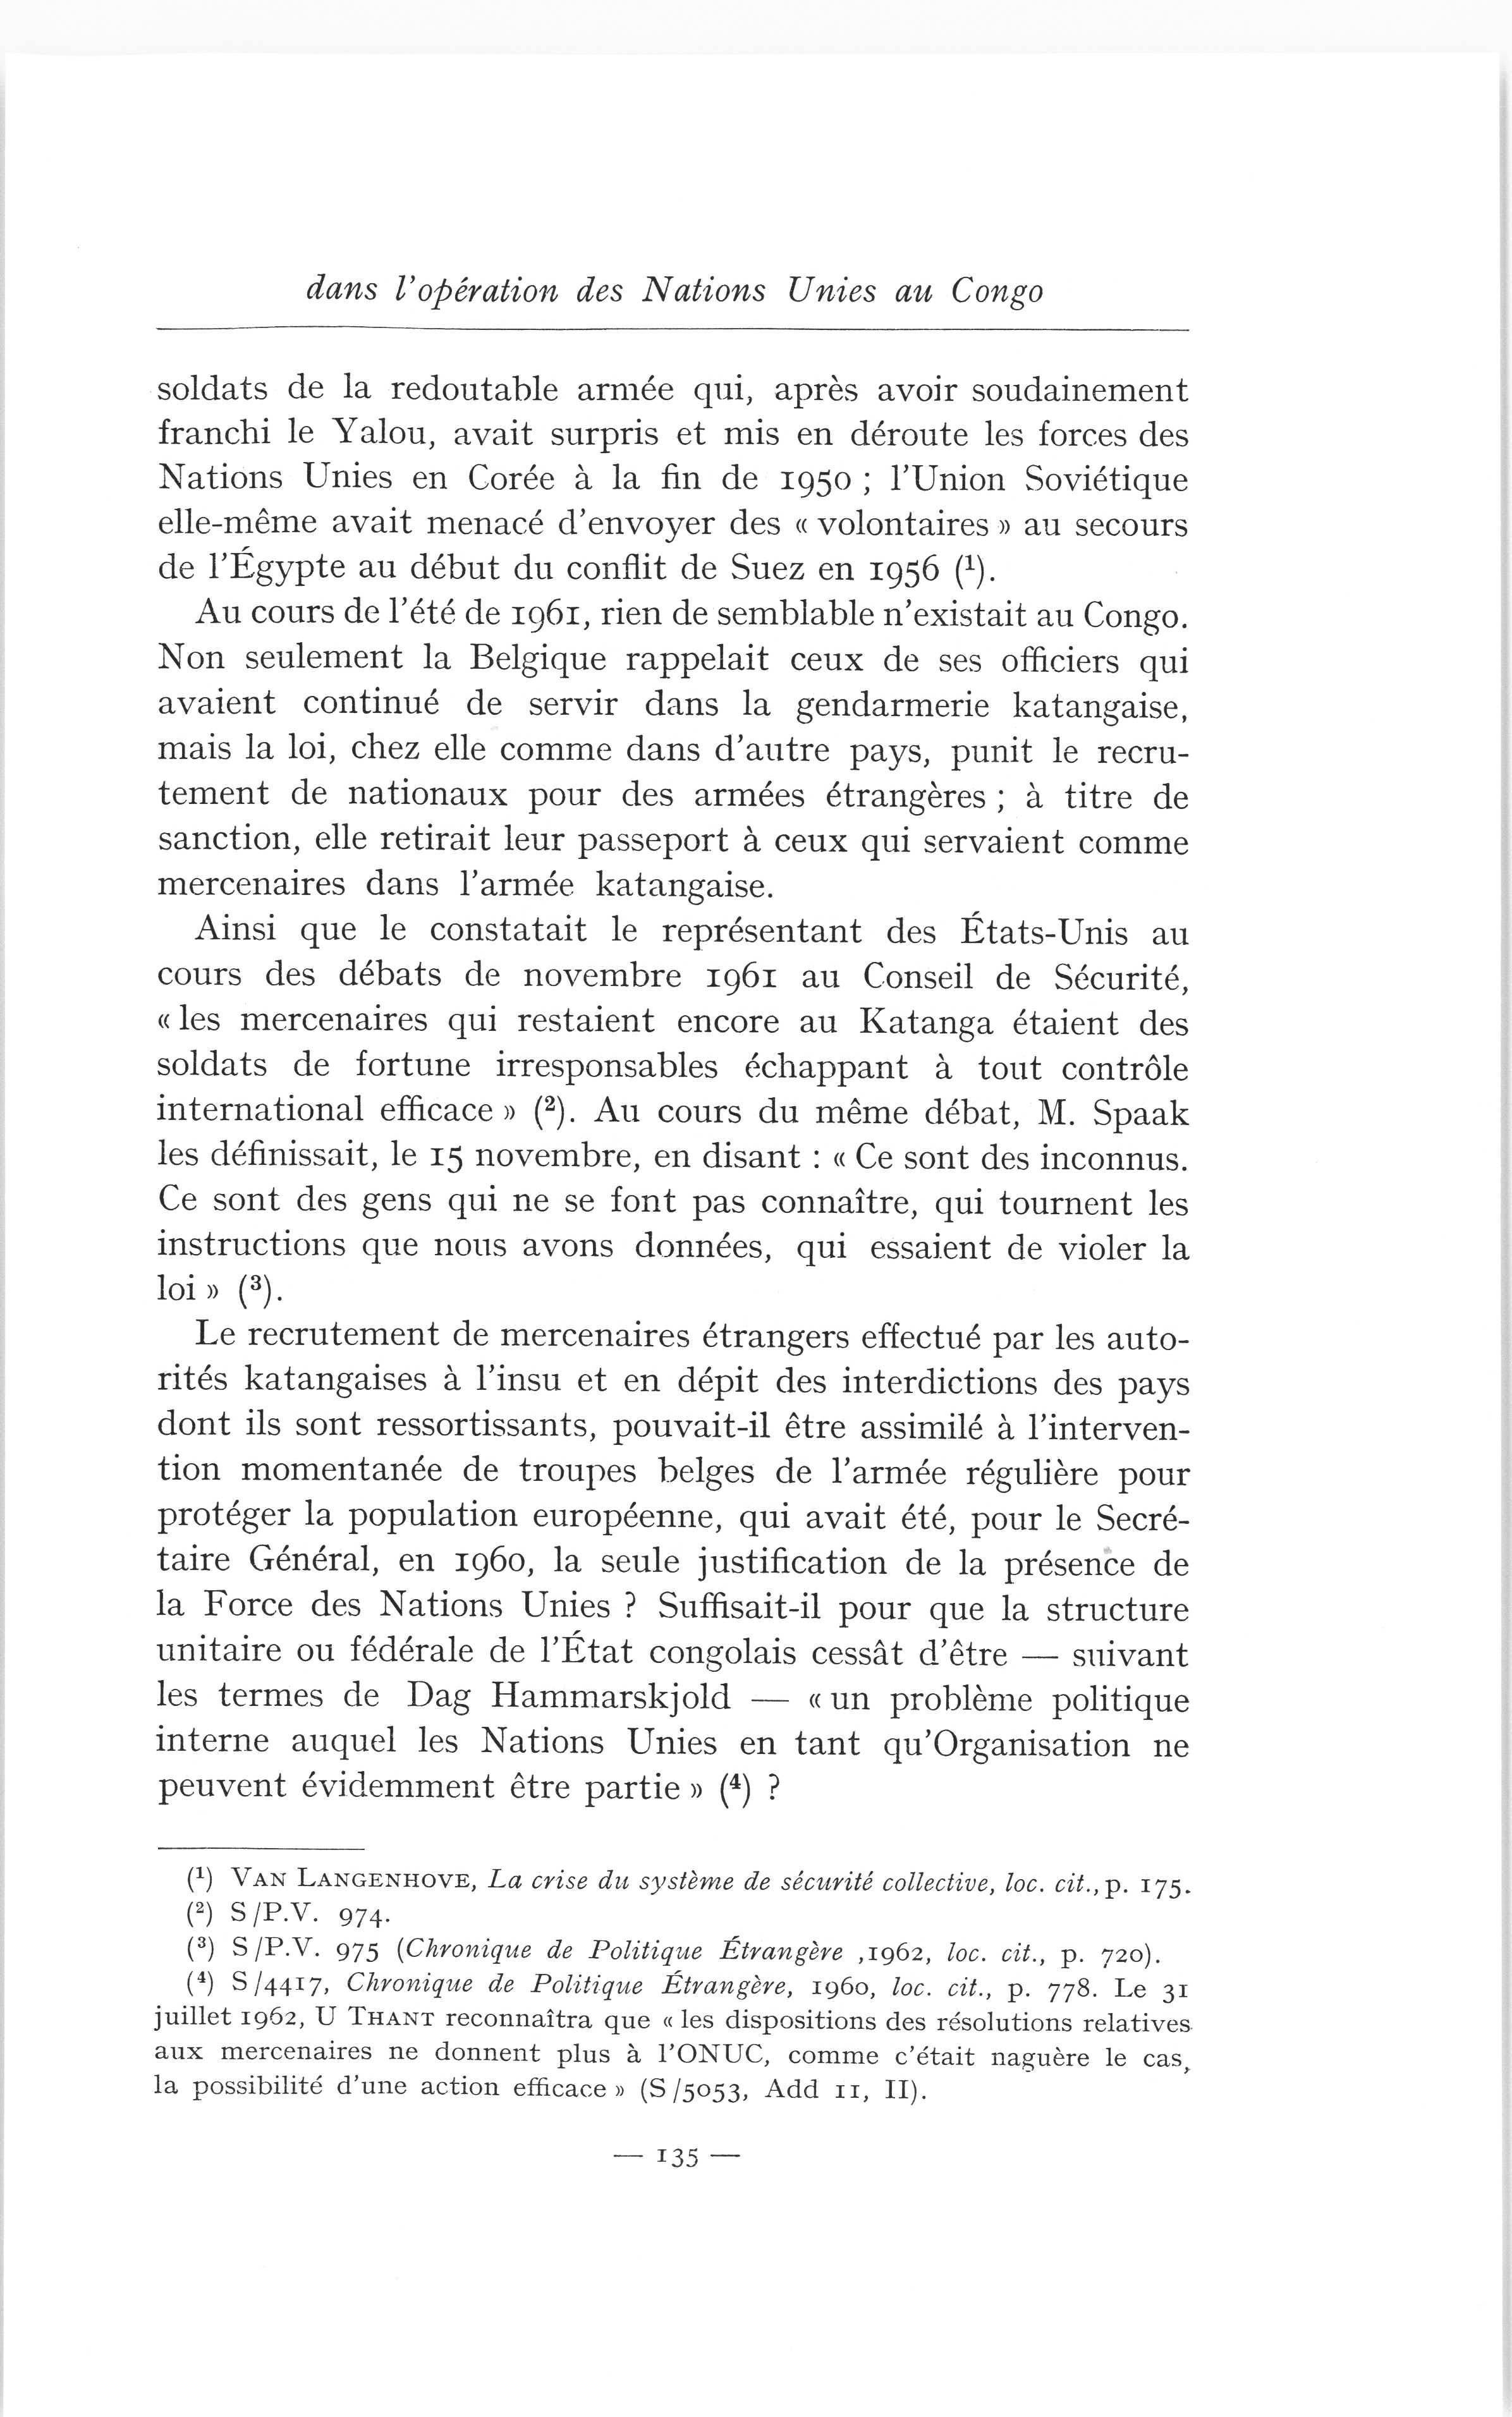 dans l'opération des Nations Unies au Congo
soldats de la redoutable armée qui, après avoir soudainement
franchi le Yalou, avait surpris et mis en déroute les forces des
Nations Unies en Corée à la fin de 1950 ; l'Union Soviétique
elle-même avait menacé d'envoyer des « volontaires » au secours
de l'Égypte au début du conflit de Suez en 1956 (¹).
Au cours de l'été de 1961, rien de semblable n'existait au Congo.
Non seulement la Belgique rappelait ceux de ses officiers qui
avaient continué de servir dans la gendarmerie katangaise,
mais la loi, chez elle comme dans d'autre pays, punit le recru-
tement de nationaux pour des armées étrangères ; à titre de
sanction, elle retirait leur passeport à ceux qui servaient comme
mercenaires dans l'armée katangaise.
Ainsi que le constatait le représentant des États-Unis au
cours des débats de novembre 1961 au Conseil de Sécurité,
« les mercenaires qui restaient encore au Katanga étaient des
soldats de fortune irresponsables échappant à tout contrôle
international efficace » (²). Au cours du même débat, M. Spaak
les définissait, le 15 novembre, en disant : « Ce sont des inconnus.
Ce sont des gens qui ne se font pas connaître, qui tournent les
instructions que nous avons données, qui essaient de violer la
loi » (³).
Le recrutement de mercenaires étrangers effectué par les auto-
rités katangaises à l'insu et en dépit des interdictions des pays
dont ils sont ressortissants, pouvait-il être assimilé à l'interven-
tion momentanée de troupes belges de l'armée régulière pour
protéger la population européenne, qui avait été, pour le Secré-
taire Général, en 1960, la seule justification de la présence de
la Force des Nations Unies ? Suffisait-il pour que la structure
unitaire ou fédérale de l'État congolais cessât d'être — suivant
les termes de Dag Hammarskjold — « un problème politique
interne auquel les Nations Unies en tant qu'Organisation ne
peuvent évidemment être partie » (⁴) ?
(¹) VAN LANGENHOVE, La crise du système de sécurité collective, loc. cit., p. 175.
(²) S/P.V. 974.
(³) S/P.V. 975 (Chronique de Politique Étrangère ,1962, loc. cit., p. 720).
(⁴) S/4417, Chronique de Politique Étrangère, 1960, loc. cit., p. 778. Le 31
juillet 1962, U THANT reconnaîtra que « les dispositions des résolutions relatives
aux mercenaires ne donnent plus à l'ONUC, comme c'était naguère le cas,
la possibilité d'une action efficace » (S/5053, Add 11, II).
— 135 —